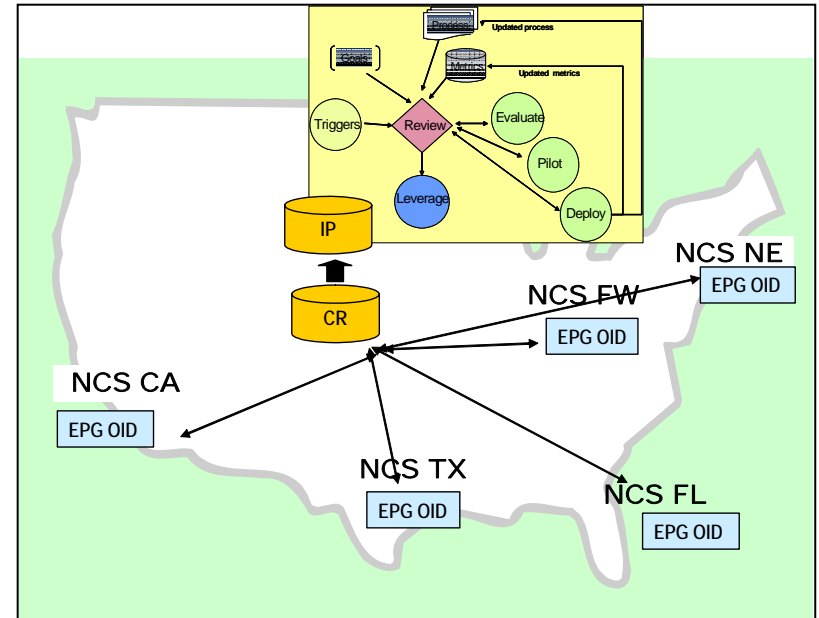 Process
Updated process
Goals
Metrics
Updated metrics
Triggers
Review
Evaluate
Pilot
Leverage
Deploy
IP
NCS NE
EPG OID
CR
NCS FW
EPG OID
NCS CA
EPG OID
NCS TX
EPG OID
NCS FL
EPG OID